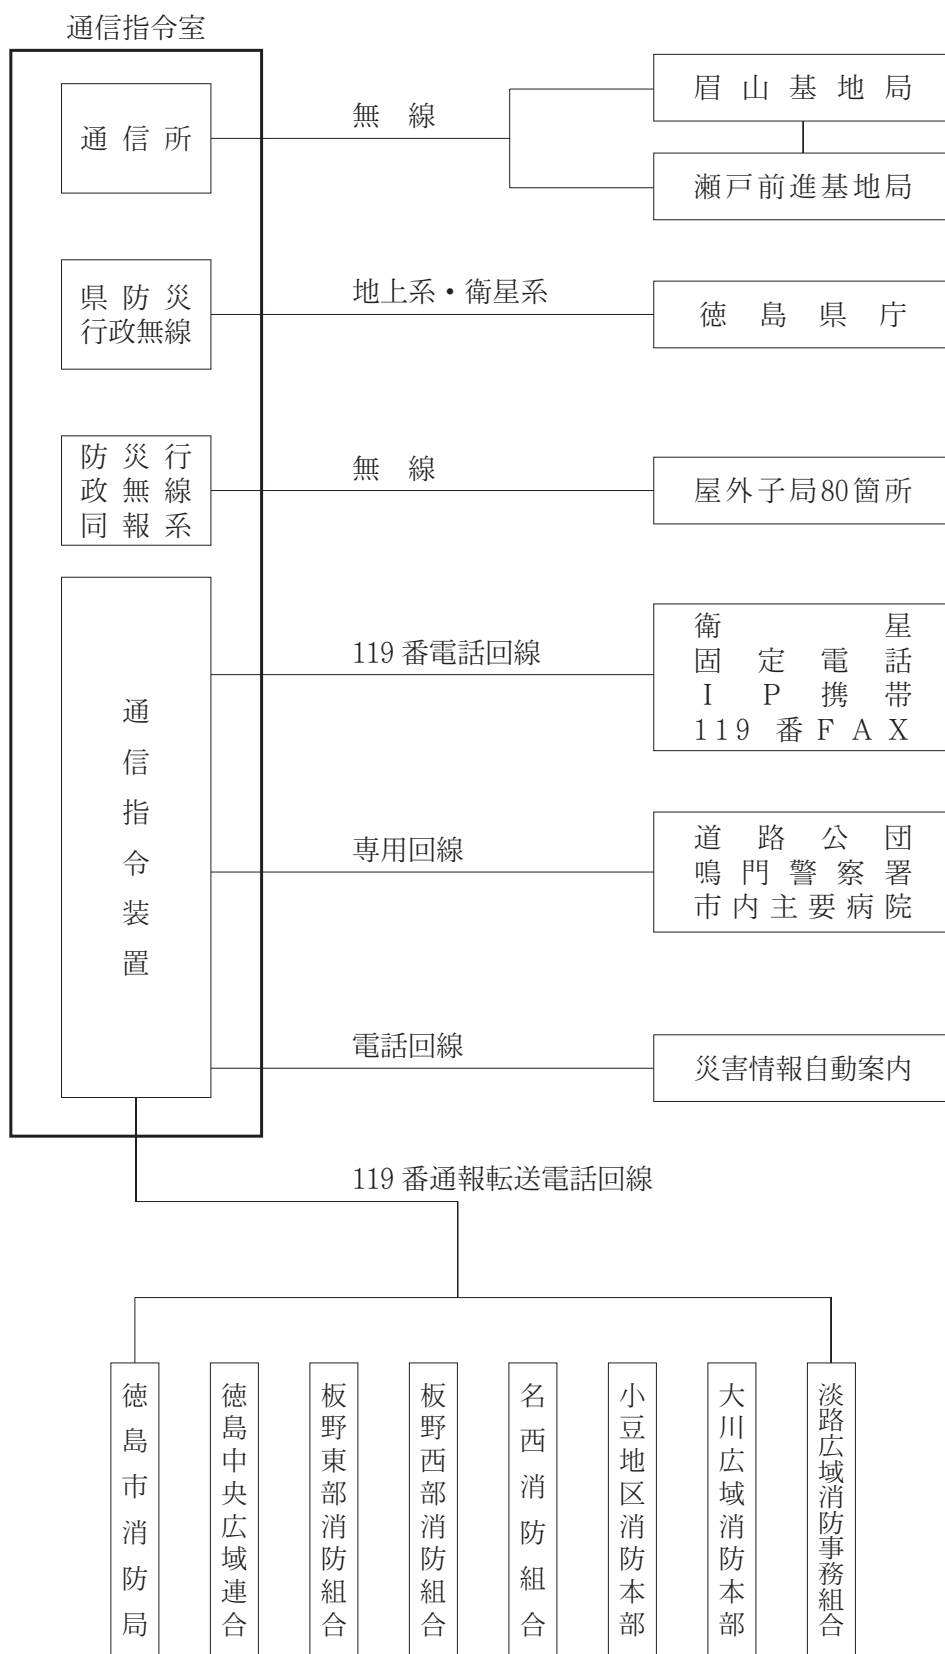 通信指令室
通信所
無線
眉山基地局
瀬戸前進基地局
県防災
行政無線
地上系・衛星系
徳島県庁
防災行
政無線
同報系
無線
屋外子局80箇所
通信指令装置
119番電話回線
衛星
固定電話
IP携帯
119番FAX
専用回線
道路公団
鳴門警察署
市内主要病院
電話回線
災害情報自動案内
119番通報転送電話回線
徳島市消防局
徳島中央広域連合
板野東部消防組合
板野西部消防組合
名西消防組合
小豆地区消防本部
大川広域消防本部
淡路広域消防事務組合